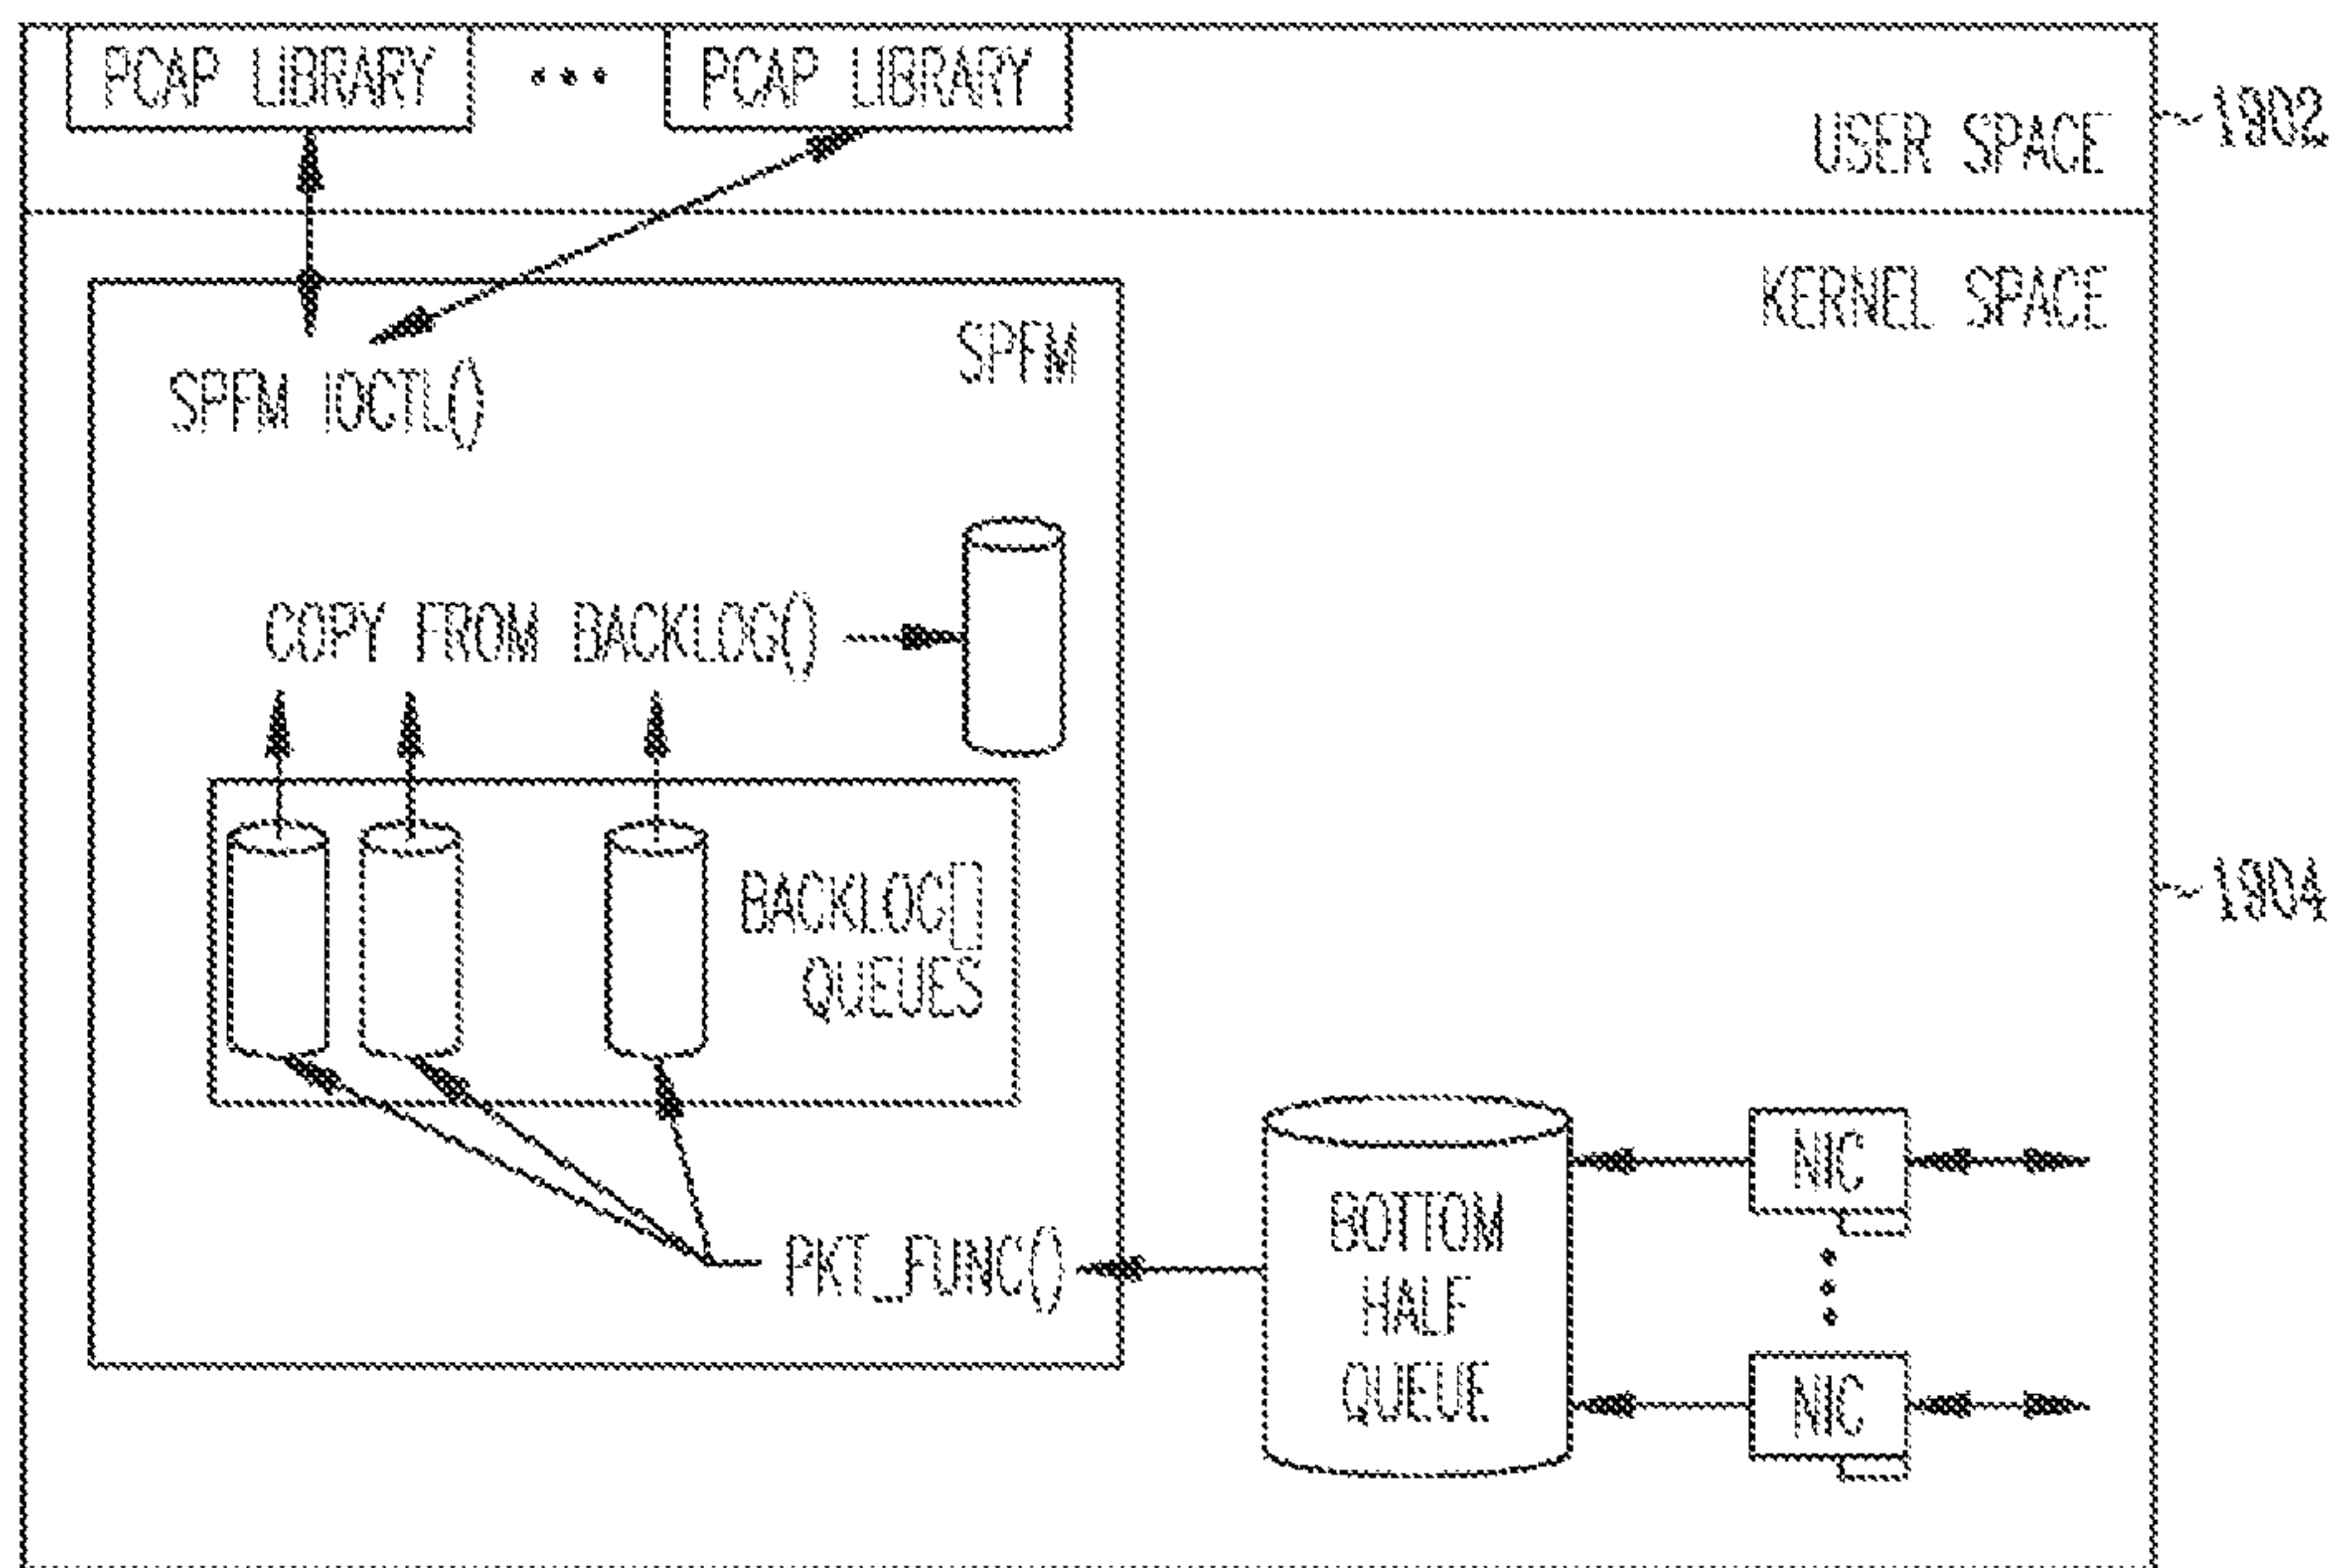 PCAP LIBRARY ••• PCAP LIBRARY
1902
USER SPACE
KERNEL SPACE
SPFM
SPFM IOCTL()
COPY FROM BACKLOG()
BACKLOG[]
QUEUES
1904
PKT_FUNC()
BOTTOM
HALF
QUEUE
NIC
NIC